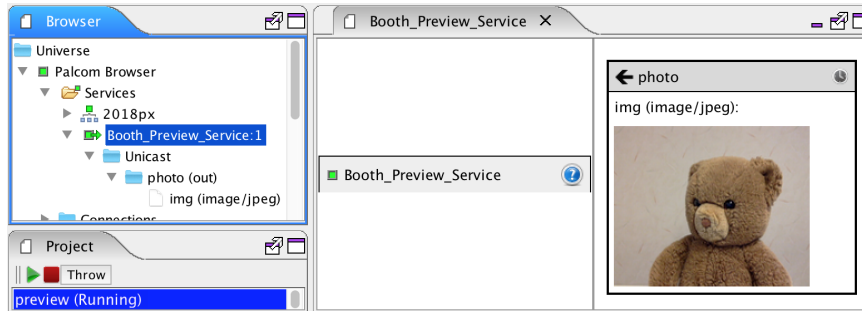 Browser
Universe
Palcom Browser
Services
2018px
Booth_Preview_Service:1
Unicast
photo (out)
img (image/jpeg)
Connections
Project
Throw
preview (Running)
Booth_Preview_Service X
Booth_Preview_Service ?
photo
img (image/jpeg):